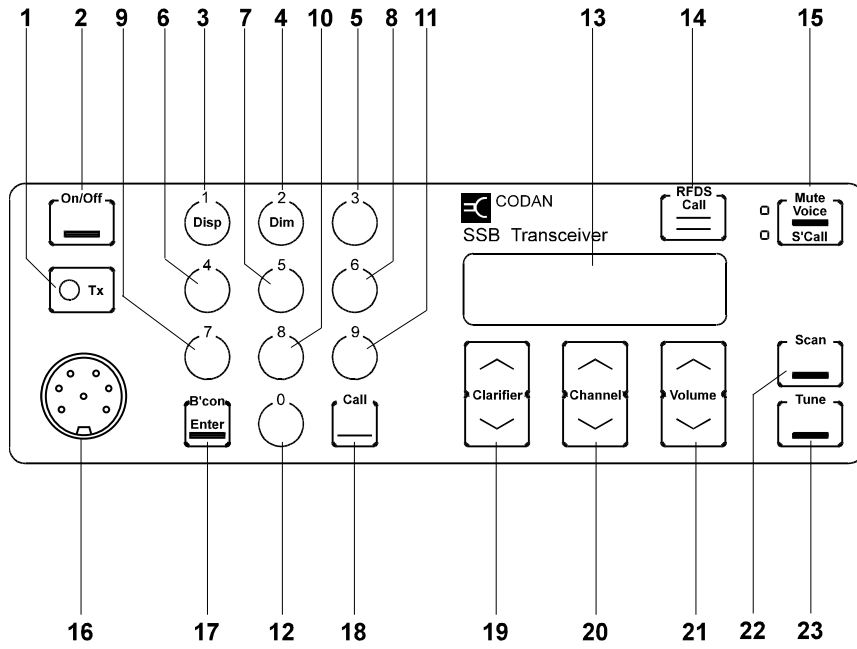 1 2 9 6 3 7 4 10 8 5 11 13 14 15
On/Off
1 2 3
Disp Dim
CODAN
SSB Transceiver
RFDS
Call
Mute
Voice
S'Call
Tx
4 5 6
7 8 9
B'con
Enter
0
Call
Clarifier
Channel
Volume
Scan
Tune
16 17 12 18 19 20 21 22 23